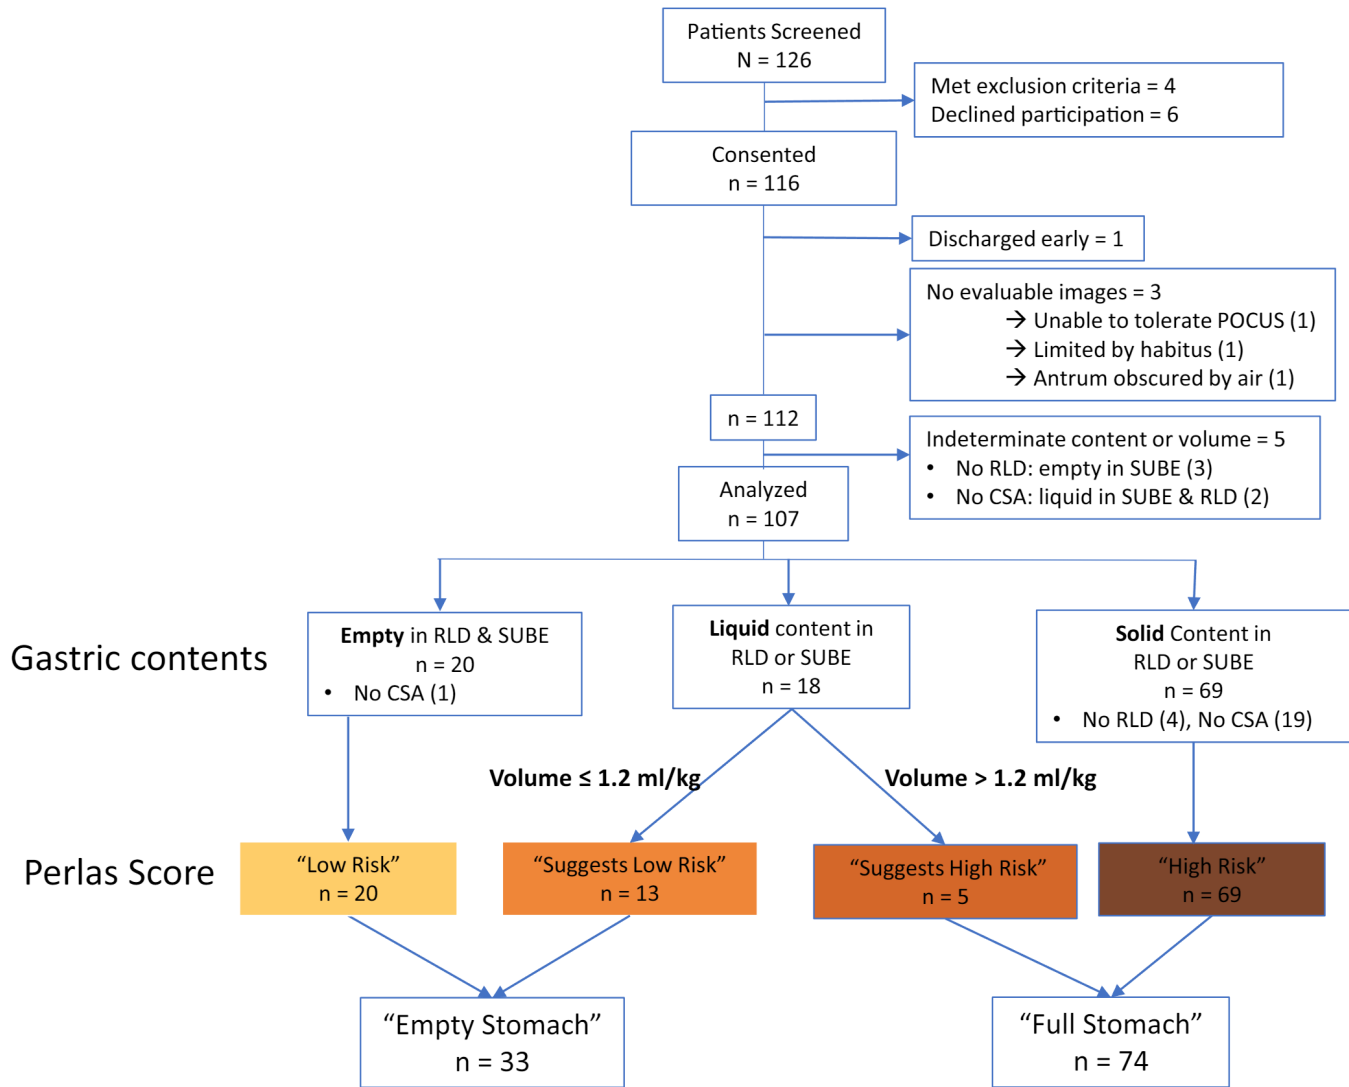 Patients Screened
N = 126
Met exclusion criteria = 4
Declined participation = 6
Consented
n = 116
Discharged early = 1
No evaluable images = 3
→ Unable to tolerate POCUS (1)
→ Limited by habitus (1)
→ Antrum obscured by air (1)
n = 112
Indeterminate content or volume = 5
• No RLD: empty in SUBE (3)
• No CSA: liquid in SUBE & RLD (2)
Analyzed
n = 107
Gastric contents
Empty in RLD & SUBE
n = 20
• No CSA (1)
Liquid content in
RLD or SUBE
n = 18
Solid Content in
RLD or SUBE
n = 69
• No RLD (4), No CSA (19)
Volume ≤ 1.2 ml/kg
Volume > 1.2 ml/kg
Perlas Score
“Low Risk”
n = 20
“Suggests Low Risk”
n = 13
“Suggests High Risk”
n = 5
“High Risk”
n = 69
“Empty Stomach”
n = 33
“Full Stomach”
n = 74